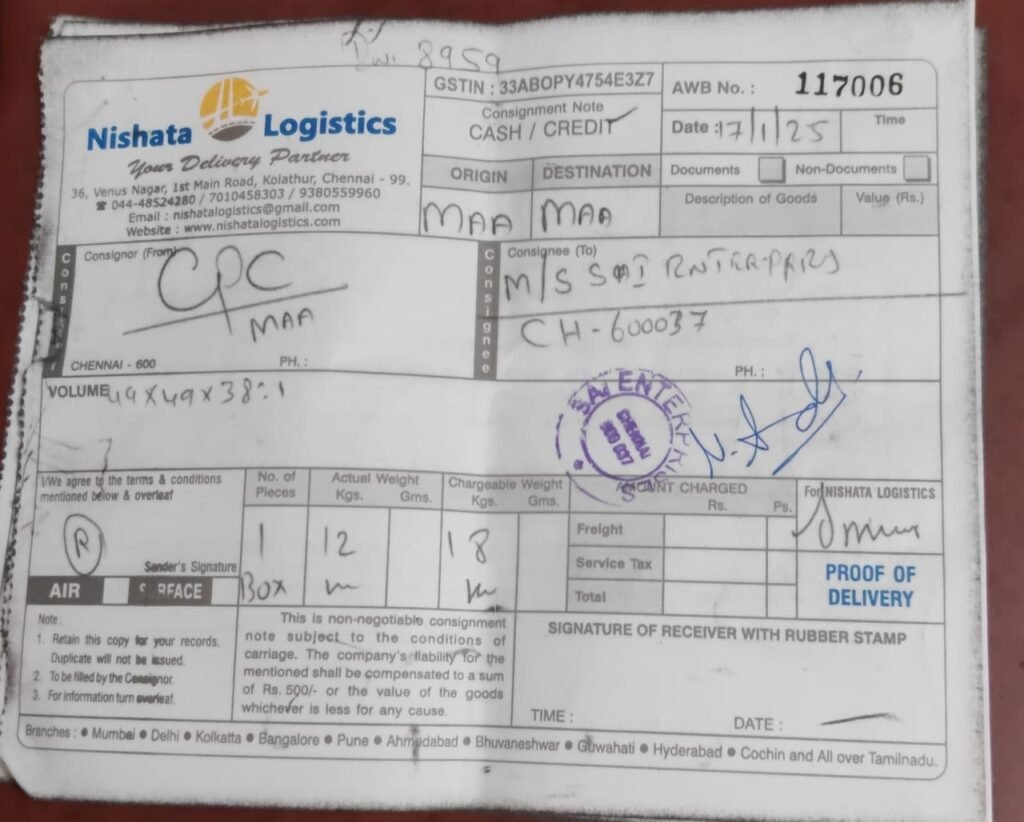 8959
Nishata Logistics
Your Delivery Partner
36, Venus Nagar, 1st Main Road, Kolathur, Chennai - 99.
☎ 044-48524280 / 7010458303 / 9380559960
Email : nishatalogistics@gmail.com
Website : www.nishatalogistics.com
GSTIN : 33ABOPY4754E3Z7
Consignment Note
CASH / CREDIT
AWB No. : 117006
Date : 17/1/25 Time
ORIGIN DESTINATION
MAA MAA
Documents Non-Documents
Description of Goods Value (Rs.)
Consignor
Consignor (From)
CPC
MAA
CHENNAI - 600 PH. :
Consignee
Consignee (To)
M/S SAI ENTERPRIZES
CH-600037
PH. :
VOLUME 49x49x38:1
SAI ENTERPRISES
CHENNAI
600 037
I/We agree to the terms & conditions
mentioned below & overleaf
R
Sender's Signature
AIR SURFACE
No. of Pieces
1
BOX
Actual Weight
Kgs. Gms.
12
Chargeable Weight
Kgs. Gms.
18
AMOUNT CHARGED
Rs. Ps.
Freight
Service Tax
Total
For NISHATA LOGISTICS
PROOF OF
DELIVERY
Note :
1. Retain this copy for your records.
Duplicate will not be issued.
2. To be filled by the Consignor.
3. For information turn overleaf.
This is non-negotiable consignment
note subject to the conditions of
carriage. The company's liability for the
mentioned shall be compensated to a sum
of Rs. 500/- or the value of the goods
whichever is less for any cause.
SIGNATURE OF RECEIVER WITH RUBBER STAMP
TIME : DATE :
Branches : ● Mumbai ● Delhi ● Kolkatta ● Bangalore ● Pune ● Ahmedabad ● Bhuvaneshwar ● Guwahati ● Hyderabad ● Cochin and All over Tamilnadu.